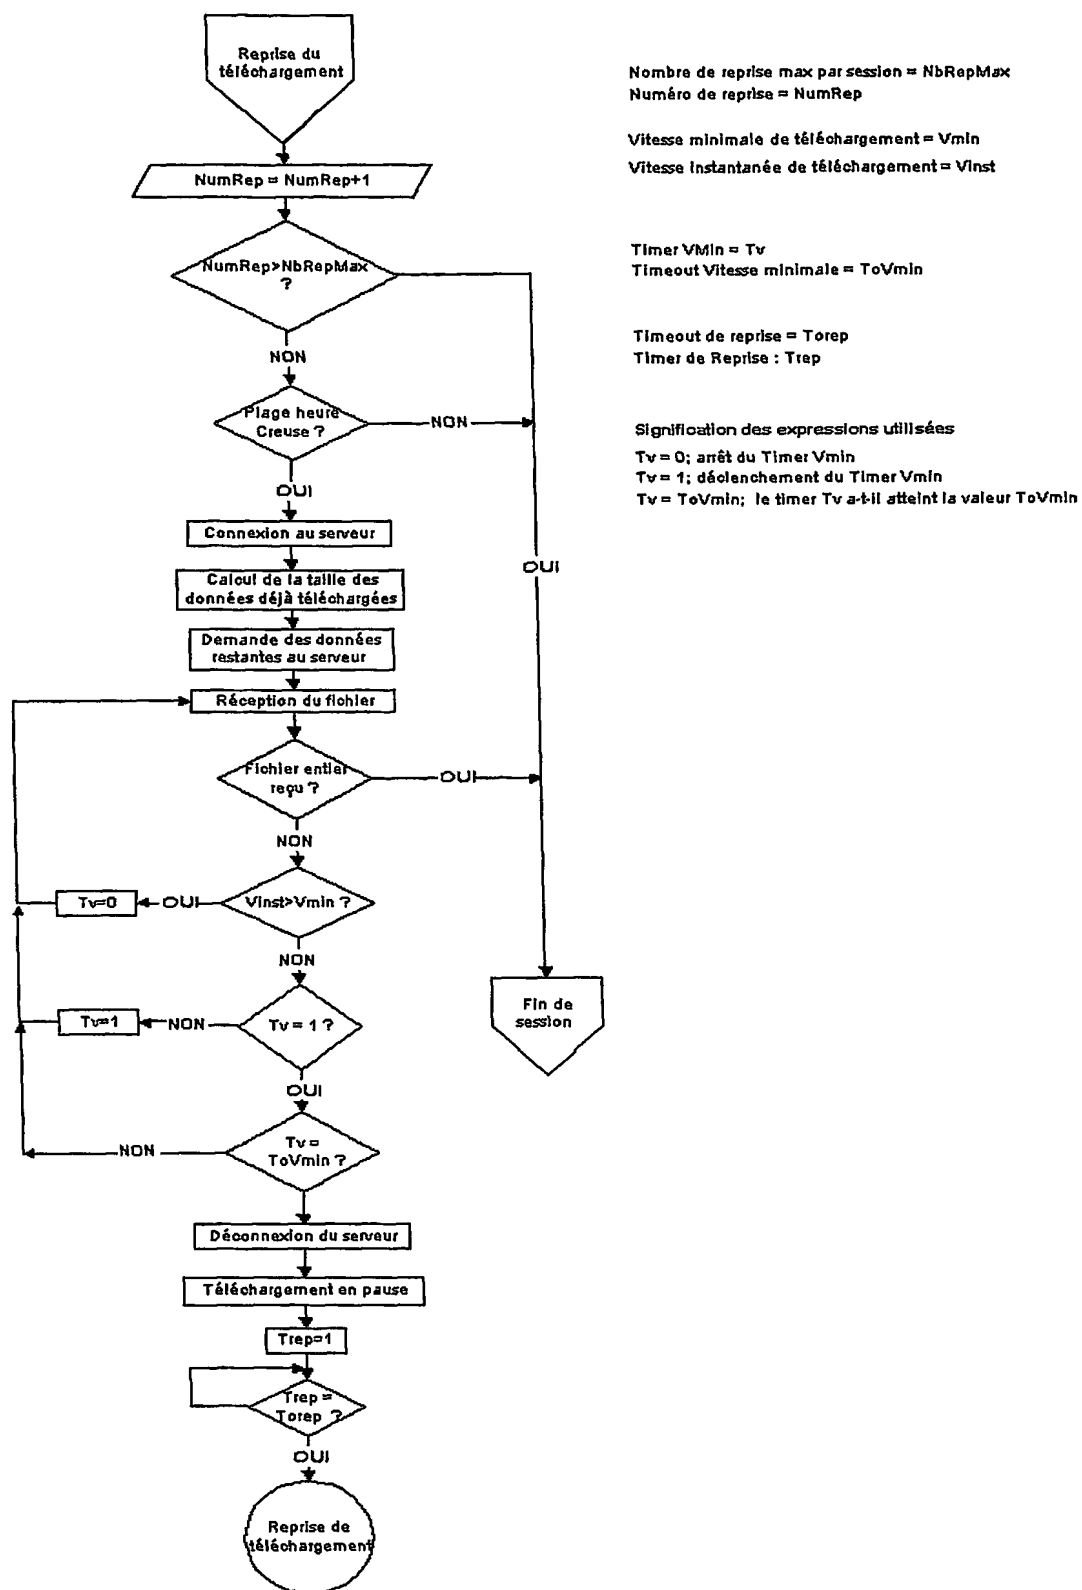 Reprise du
téléchargement
NumRep = NumRep+1
NumRep>NbRepMax
?
NON
Plage heure
Creuse ?
NON
OUI
OUI
Connexion au serveur
Calcul de la taille des
données déjà téléchargées
Demande des données
restantes au serveur
Réception du fichier
Fichier entier
reçu ?
OUI
NON
Vinst>Vmin ?
OUI
Tv=0
NON
Tv = 1 ?
NON
Tv=1
Fin de
session
OUI
Tv =
ToVmin ?
NON
Déconnexion du serveur
Téléchargement en pause
Trep=1
Trep =
Torep ?
OUI
Reprise de
téléchargement
Nombre de reprise max par session = NbRepMax
Numéro de reprise = NumRep
Vitesse minimale de téléchargement = Vmin
Vitesse instantanée de téléchargement = Vinst
Timer VMin = Tv
Timeout Vitesse minimale = ToVmin
Timeout de reprise = Torep
Timer de Reprise : Trep
Signification des expressions utilisées
Tv = 0; arrêt du Timer Vmin
Tv = 1; déclenchement du Timer Vmin
Tv = ToVmin; le timer Tv a-t-il atteint la valeur ToVmin